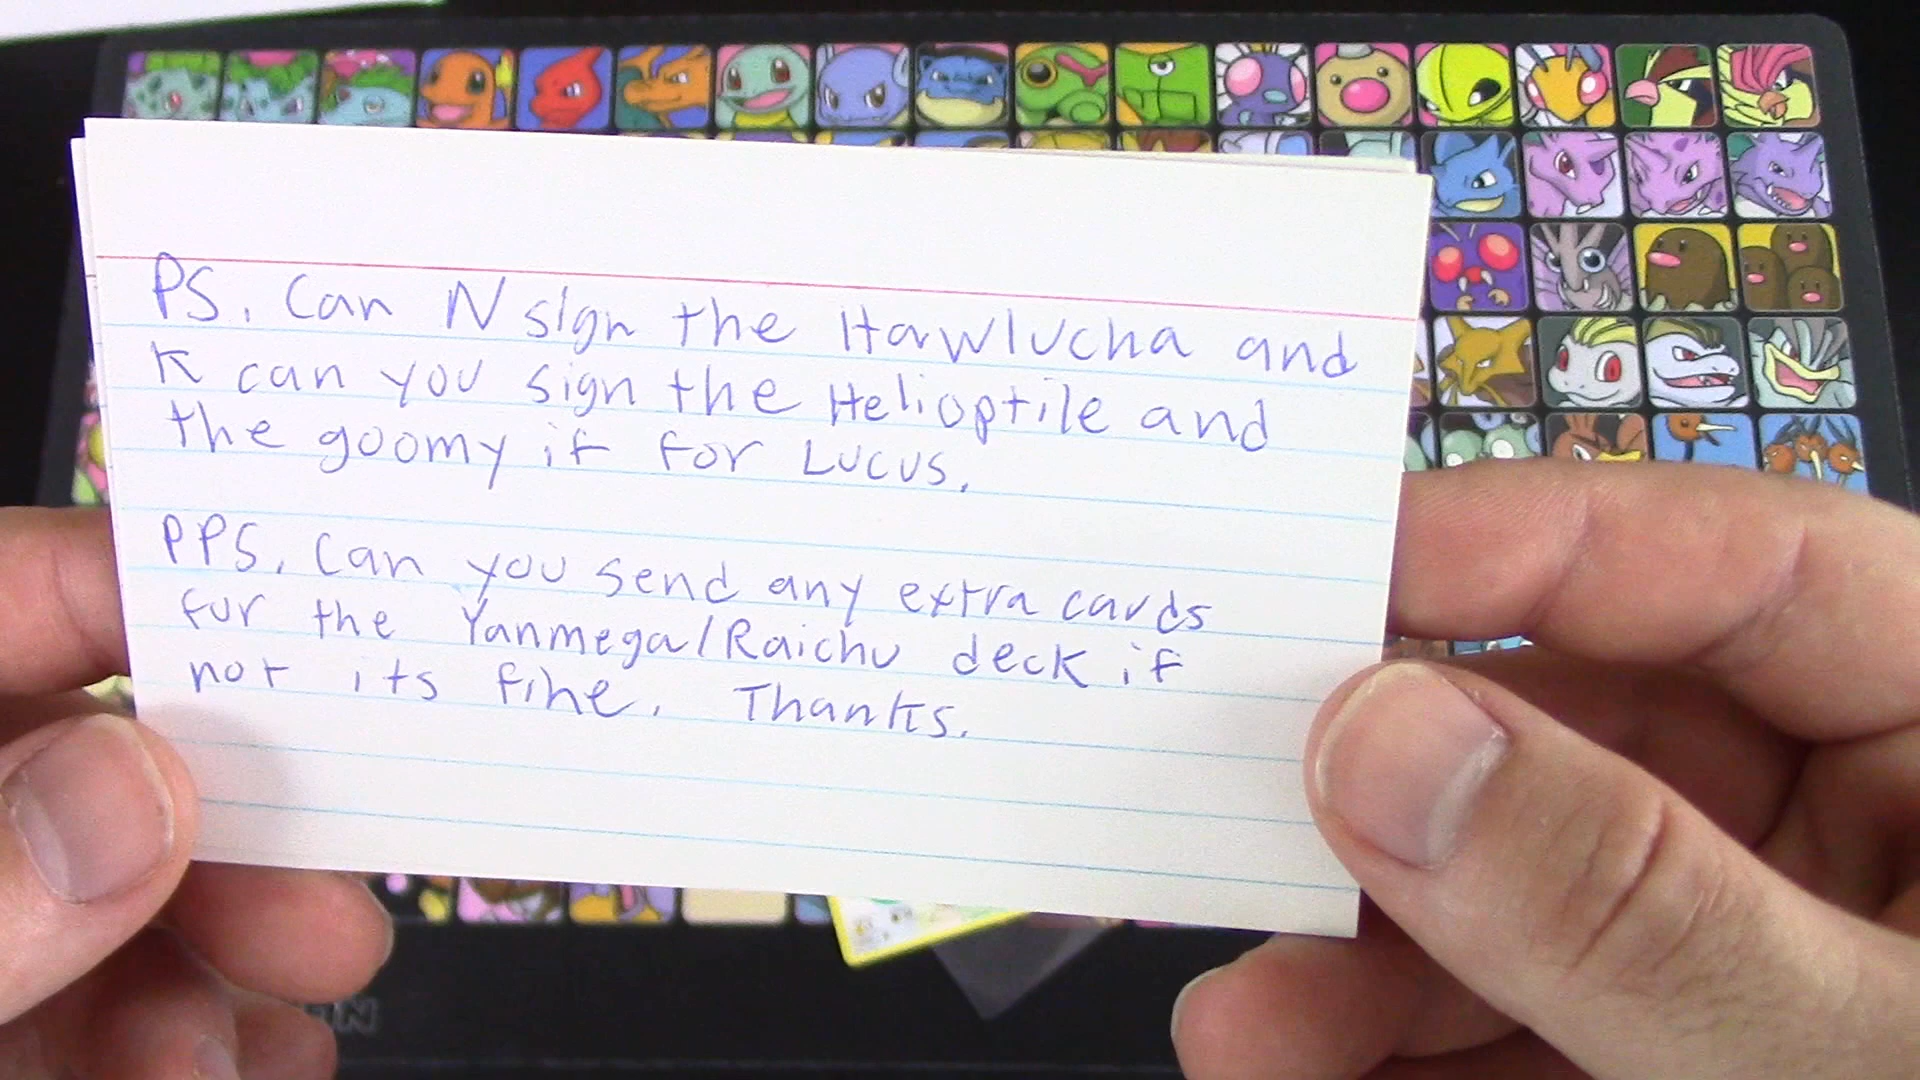 PS. Can N sign the Hawlucha and
K can you sign the Helioptile and
the goomy if for Lucus.
PPS. Can you send any extra cards
for the Yanmega/Raichu deck if
not its fine. Thanks.